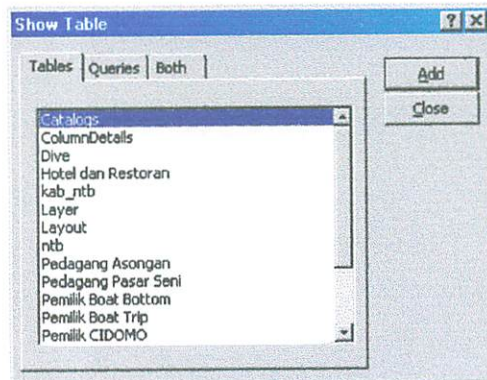 Show Table
Tables Queries Both
Add
Close
Catalogs
ColumnDetails
Dive
Hotel dan Restoran
kab_ntb
Layer
Layout
ntb
Pedagang Asongan
Pedagang Pasar Seni
Pemilik Boat Bottom
Pemilik Boat Trip
Pemilik CIDOMO